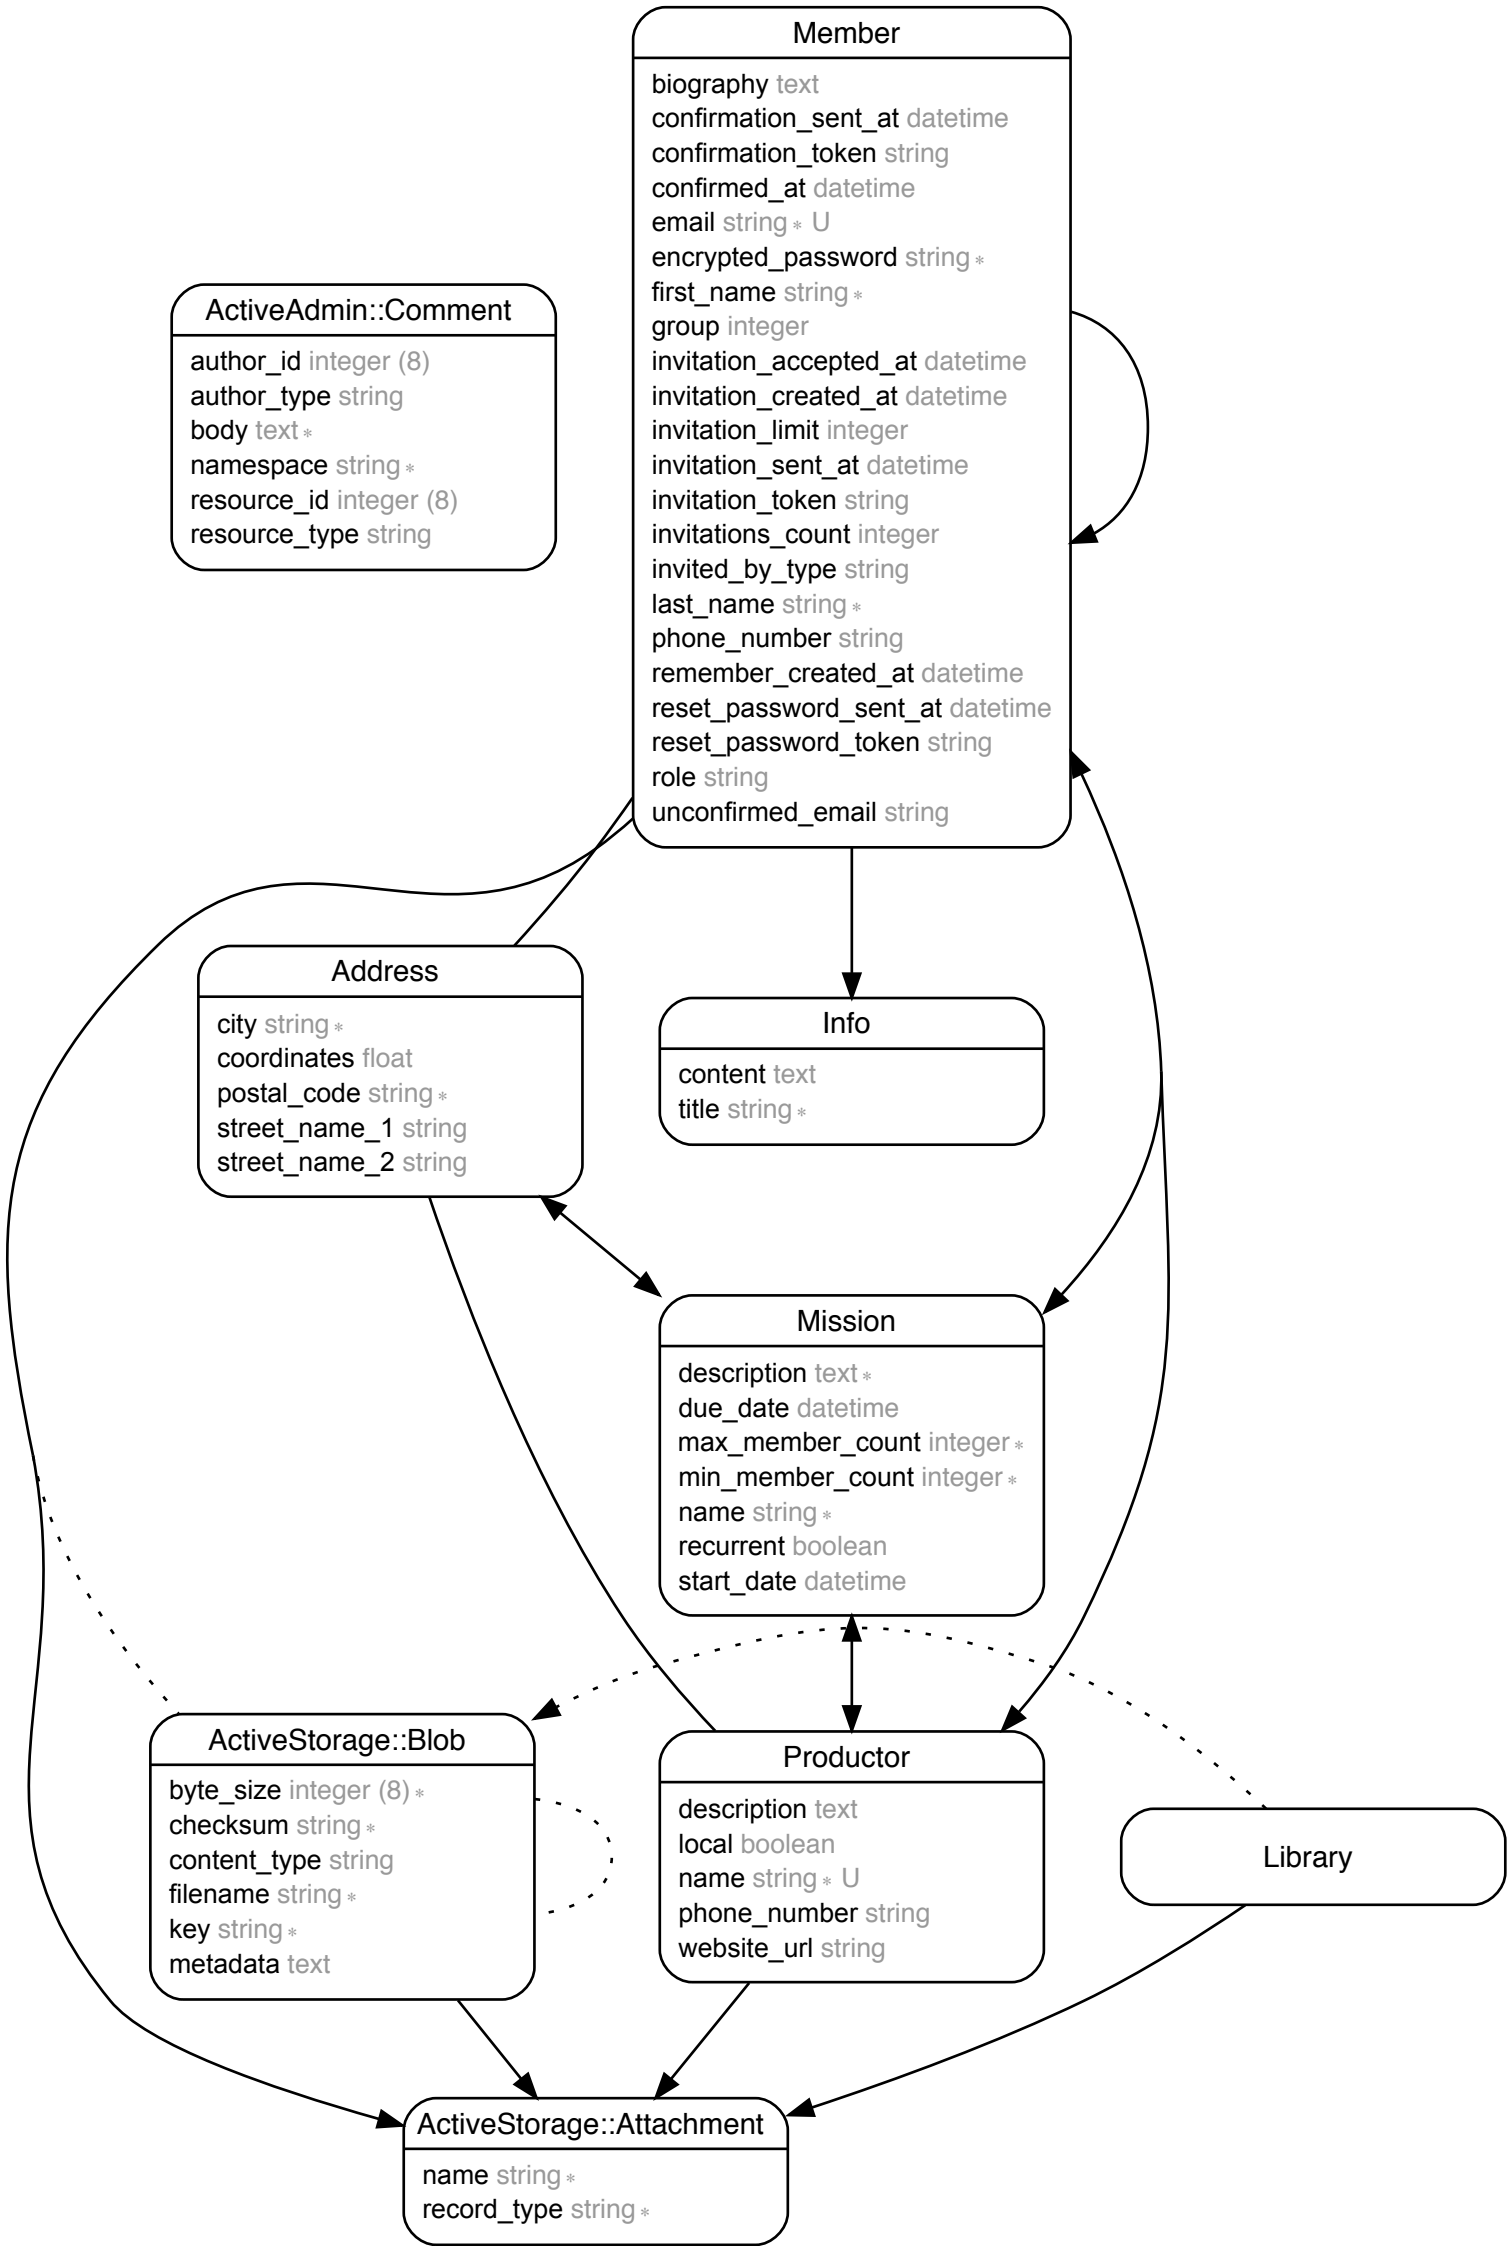 Member
biography text
confirmation_sent_at datetime
confirmation_token string
confirmed_at datetime
email string ∗ U
encrypted_password string ∗
first_name string ∗
group integer
invitation_accepted_at datetime
invitation_created_at datetime
invitation_limit integer
invitation_sent_at datetime
invitation_token string
invitations_count integer
invited_by_type string
last_name string ∗
phone_number string
remember_created_at datetime
reset_password_sent_at datetime
reset_password_token string
role string
unconfirmed_email string
ActiveAdmin::Comment
author_id integer (8)
author_type string
body text ∗
namespace string ∗
resource_id integer (8)
resource_type string
Address
city string ∗
coordinates float
postal_code string ∗
street_name_1 string
street_name_2 string
Info
content text
title string ∗
Mission
description text ∗
due_date datetime
max_member_count integer ∗
min_member_count integer ∗
name string ∗
recurrent boolean
start_date datetime
ActiveStorage::Blob
byte_size integer (8) ∗
checksum string ∗
content_type string
filename string ∗
key string ∗
metadata text
Productor
description text
local boolean
name string ∗ U
phone_number string
website_url string
Library
ActiveStorage::Attachment
name string ∗
record_type string ∗